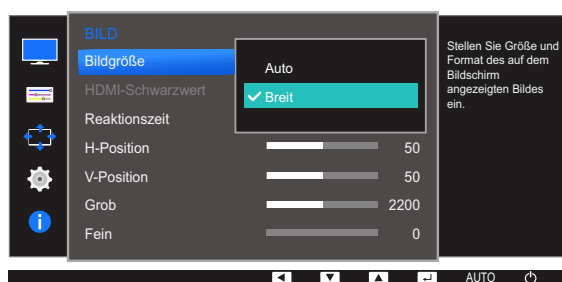 BILD
Bildgröße
HDMI-Schwarzwert
Reaktionszeit
Auto
Breit
H-Position 50
V-Position 50
Grob 2200
Fein 0
Stellen Sie Größe und
Format des auf dem
Bildschirm
angezeigten Bildes
ein.
AUTO